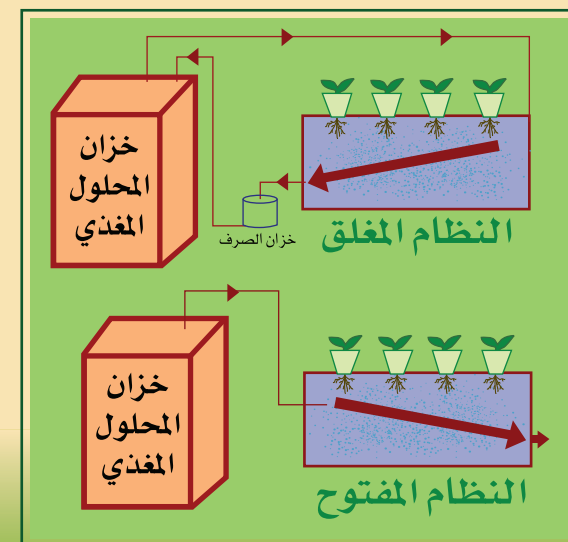 خزان
المحلول
المغذي
خزان الصرف
النظام المغلق
خزان
المحلول
المغذي
النظام المفتوح